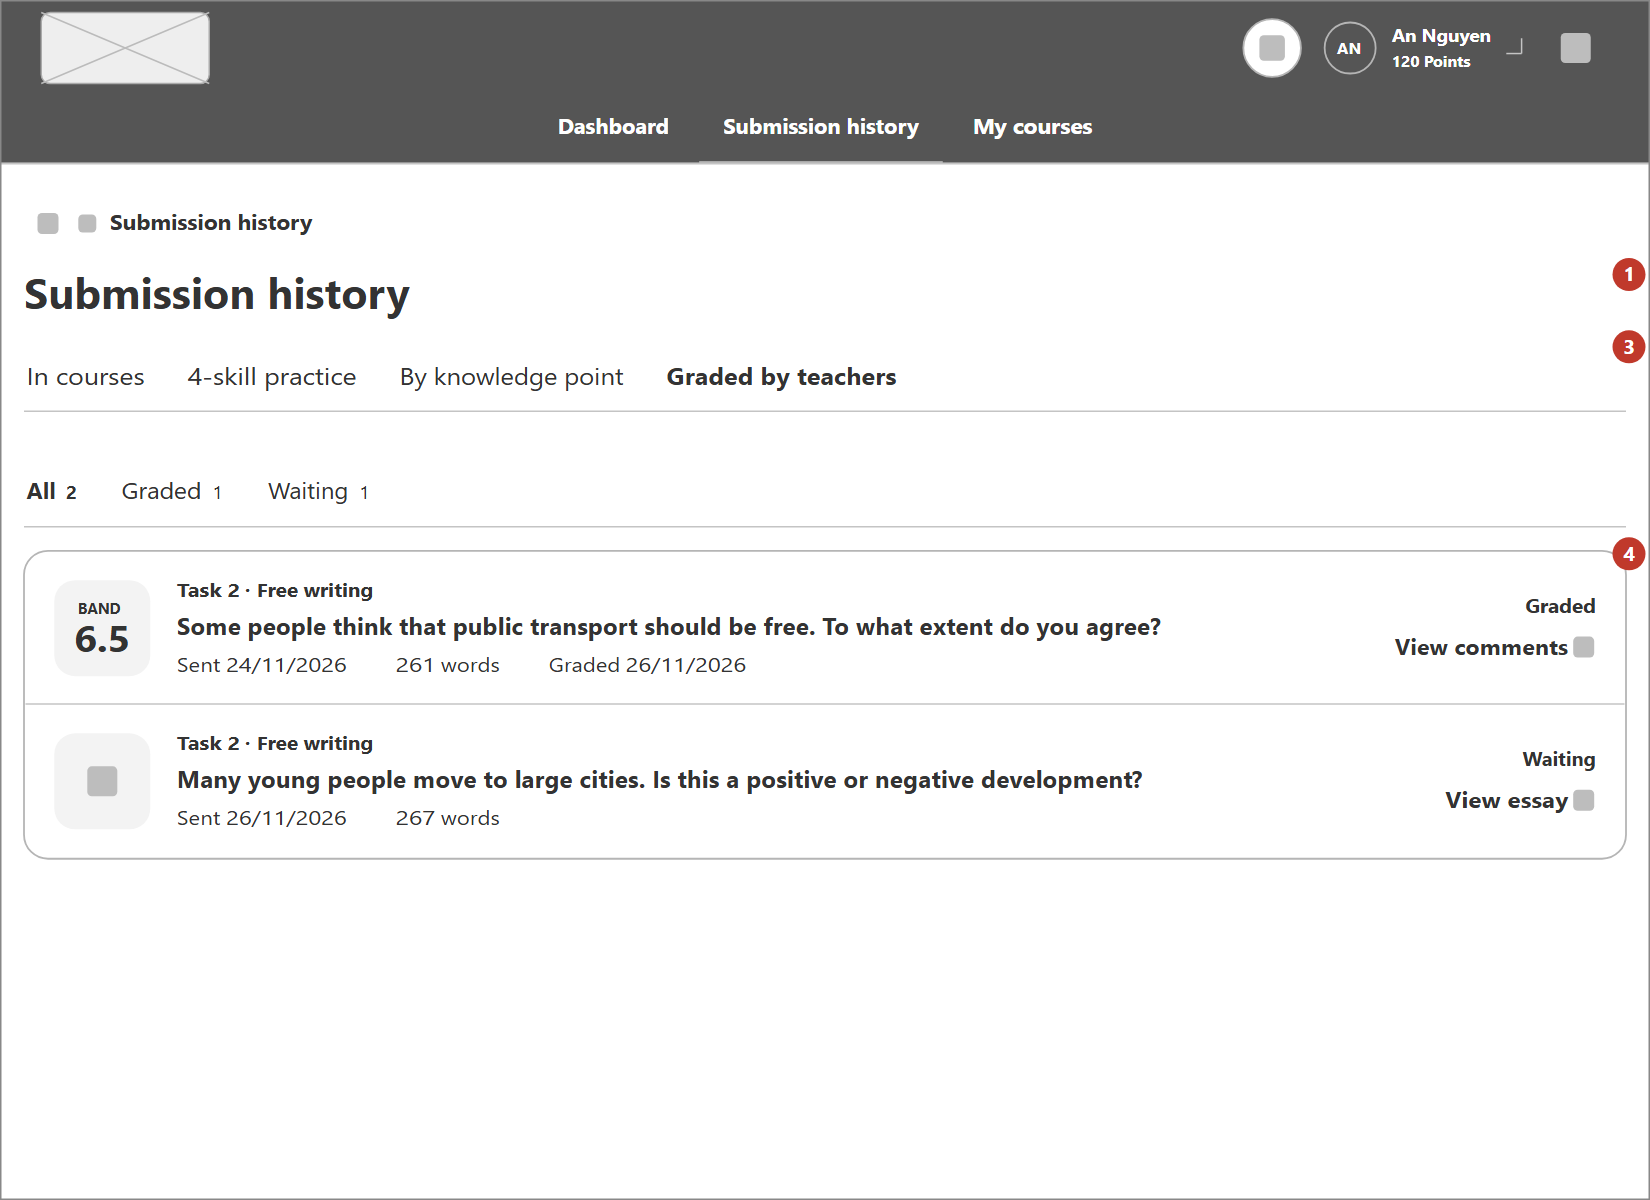 AN
An Nguyen
120 Points
Dashboard
Submission history
My courses
Submission history
Submission history
1
3
In courses
4-skill practice
By knowledge point
Graded by teachers
All 2
Graded 1
Waiting 1
4
BAND
6.5
Task 2 · Free writing
Some people think that public transport should be free. To what extent do you agree?
Sent 24/11/2026
261 words
Graded 26/11/2026
Graded
View comments
Task 2 · Free writing
Many young people move to large cities. Is this a positive or negative development?
Sent 26/11/2026
267 words
Waiting
View essay